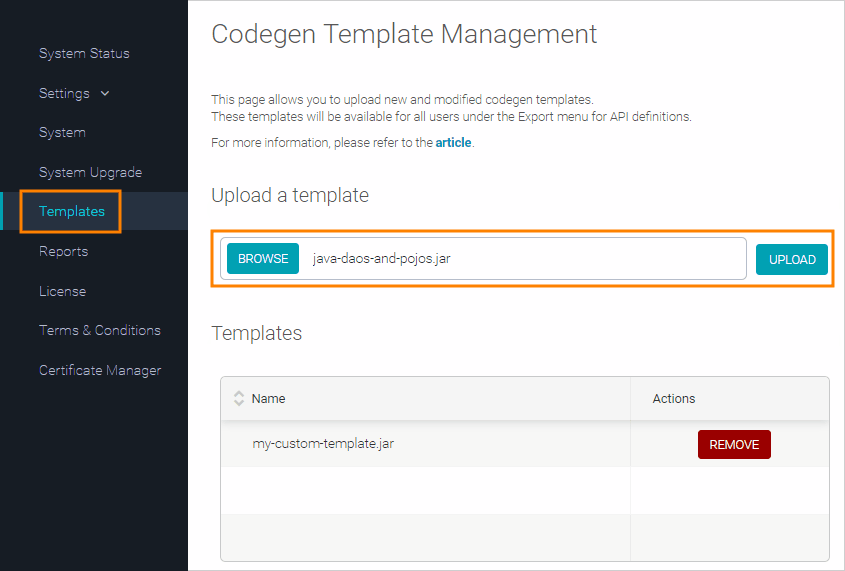 Codegen Template Management
System Status
Settings
System
System Upgrade
Templates
Reports
License
Terms & Conditions
Certificate Manager
This page allows you to upload new and modified codegen templates.
These templates will be available for all users under the Export menu for API definitions.
For more information, please refer to the article.
Upload a template
BROWSE java-daos-and-pojos.jar UPLOAD
Templates
Name Actions
my-custom-template.jar REMOVE